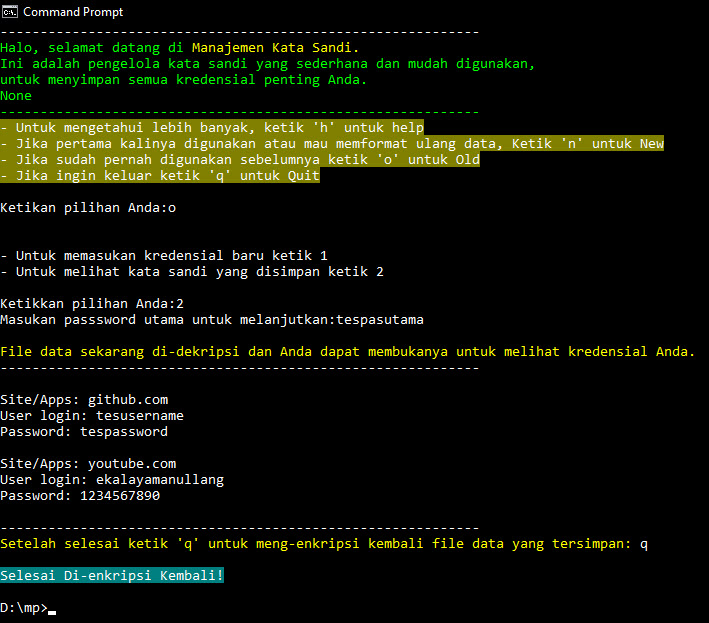 Command Prompt
------------------------------------------------------------
Halo, selamat datang di Manajemen Kata Sandi.
Ini adalah pengelola kata sandi yang sederhana dan mudah digunakan,
untuk menyimpan semua kredensial penting Anda.
None
------------------------------------------------------------
- Untuk mengetahui lebih banyak, ketik 'h' untuk help
- Jika pertama kalinya digunakan atau mau memformat ulang data, Ketik 'n' untuk New
- Jika sudah pernah digunakan sebelumnya ketik 'o' untuk Old
- Jika ingin keluar ketik 'q' untuk Quit
Ketikan pilihan Anda:o
- Untuk memasukan kredensial baru ketik 1
- Untuk melihat kata sandi yang disimpan ketik 2
Ketikkan pilihan Anda:2
Masukan passsword utama untuk melanjutkan:tespasutama
File data sekarang di-dekripsi dan Anda dapat membukanya untuk melihat kredensial Anda.
------------------------------------------------------------
Site/Apps: github.com
User login: tesusername
Password: tespassword
Site/Apps: youtube.com
User login: ekalayamanullang
Password: 1234567890
------------------------------------------------------------
Setelah selesai ketik 'q' untuk meng-enkripsi kembali file data yang tersimpan: q
Selesai Di-enkripsi Kembali!
D:\mp>